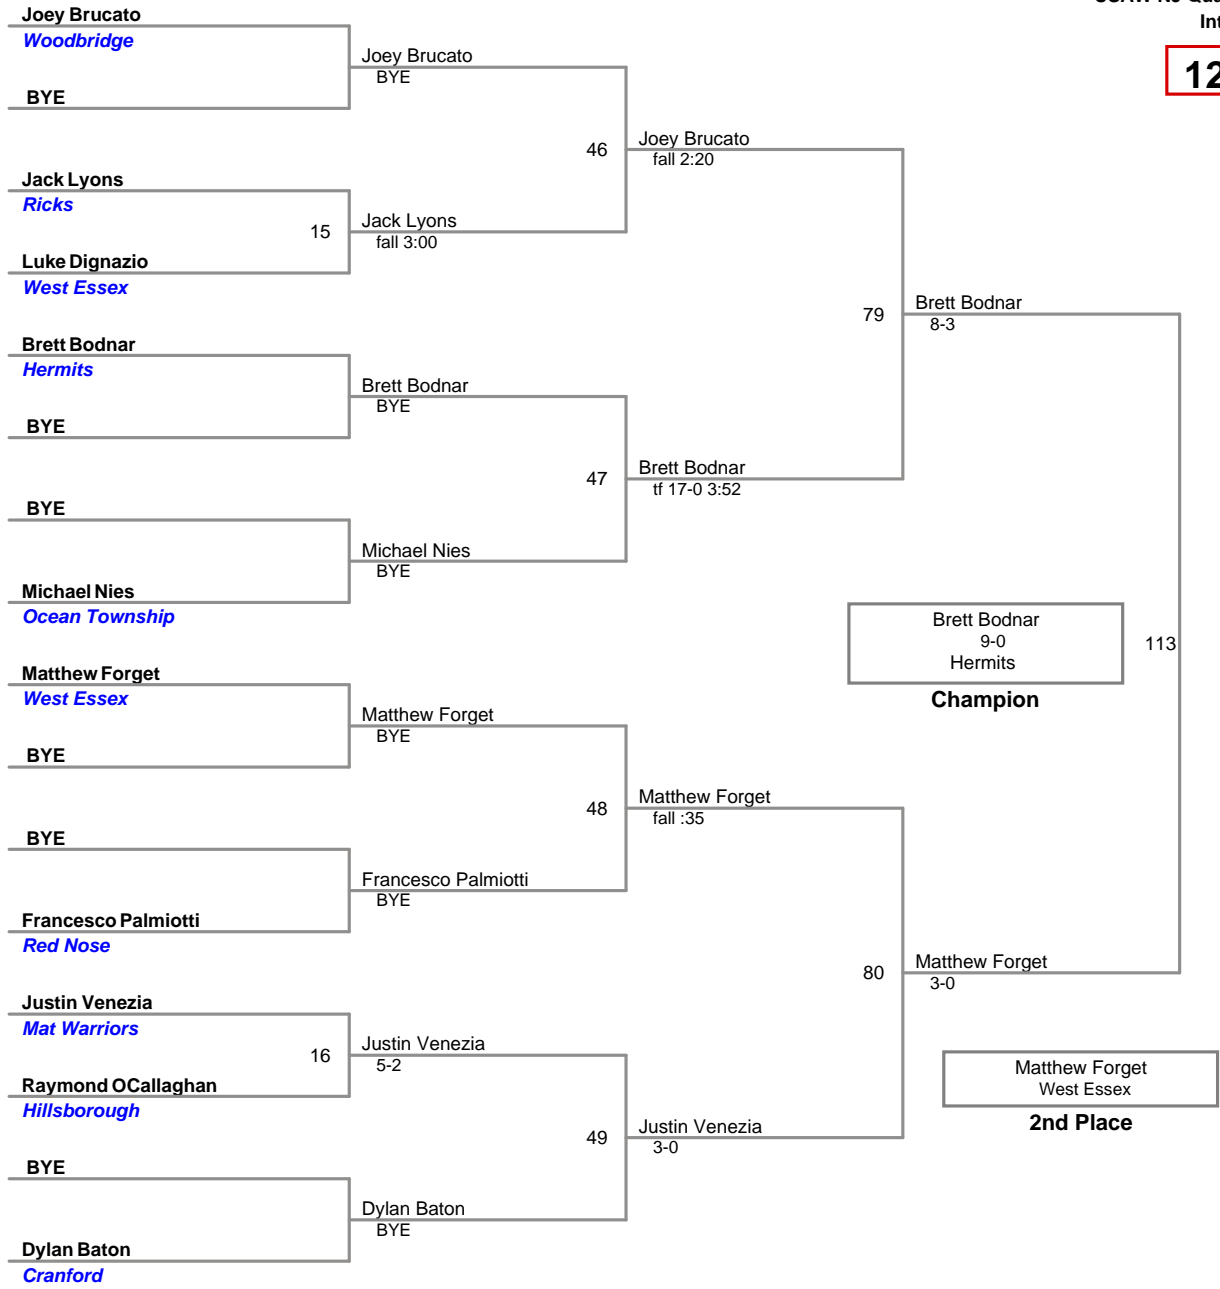 Joey Brucato
Woodbridge
BYE
Jack Lyons
Ricks
15
Luke Dignazio
West Essex
Brett Bodnar
Hermits
BYE
BYE
Michael Nies
Ocean Township
Matthew Forget
West Essex
BYE
BYE
Francesco Palmiotti
Red Nose
Justin Venezia
Mat Warriors
16
Raymond OCallaghan
Hillsborough
BYE
Dylan Baton
Cranford
Joey Brucato
BYE
46
Jack Lyons
fall 3:00
Brett Bodnar
BYE
47
Michael Nies
BYE
Matthew Forget
BYE
48
Francesco Palmiotti
BYE
Justin Venezia
5-2
49
Dylan Baton
BYE
Joey Brucato
fall 2:20
79
Brett Bodnar
tf 17-0 3:52
Matthew Forget
fall :35
80
Justin Venezia
3-0
Int
12
Brett Bodnar
8-3
113
Matthew Forget
3-0
Brett Bodnar
9-0
Hermits
Champion
Matthew Forget
West Essex
2nd Place